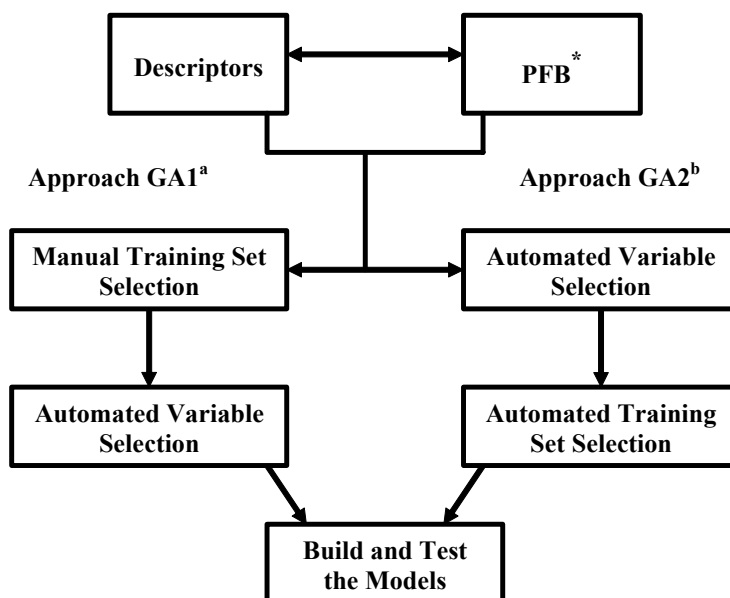 Descriptors
PFB*
Approach GA1a
Approach GA2b
Manual Training Set
Selection
Automated Variable
Selection
Automated Variable
Selection
Automated Training
Set Selection
Build and Test
the Models